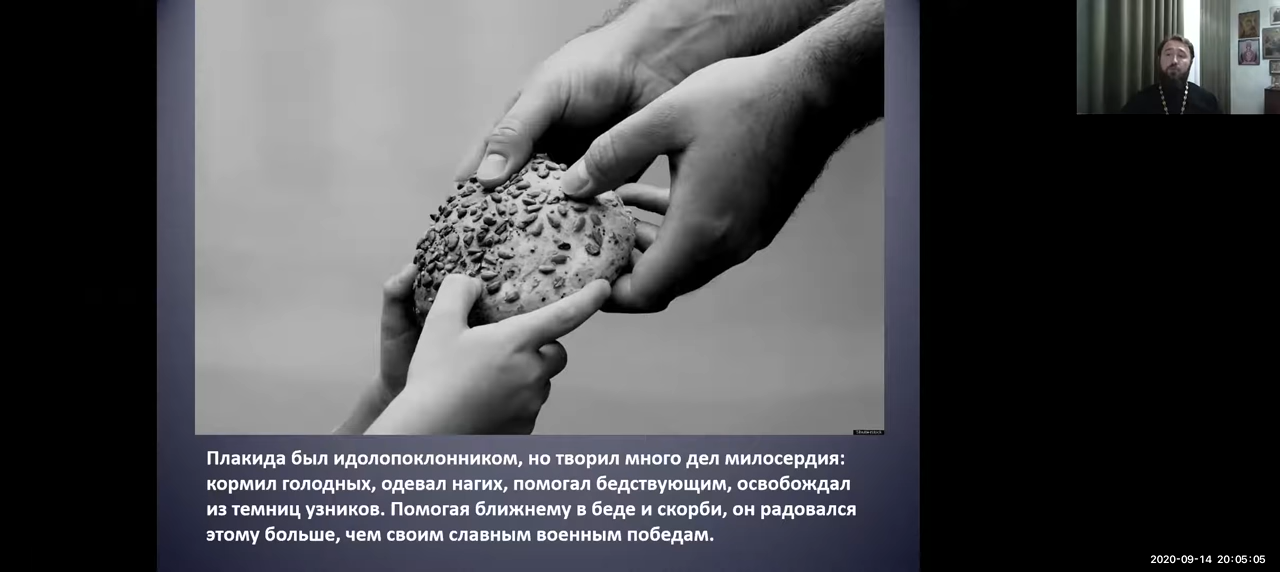 Плакида был идолопоклонником, но творил много дел милосердия:
кормил голодных, одевал нагих, помогал бедствующим, освобождал
из темниц узников. Помогая ближнему в беде и скорби, он радовался
этому больше, чем своим славным военным победам.
2020-09-14 20:05:05